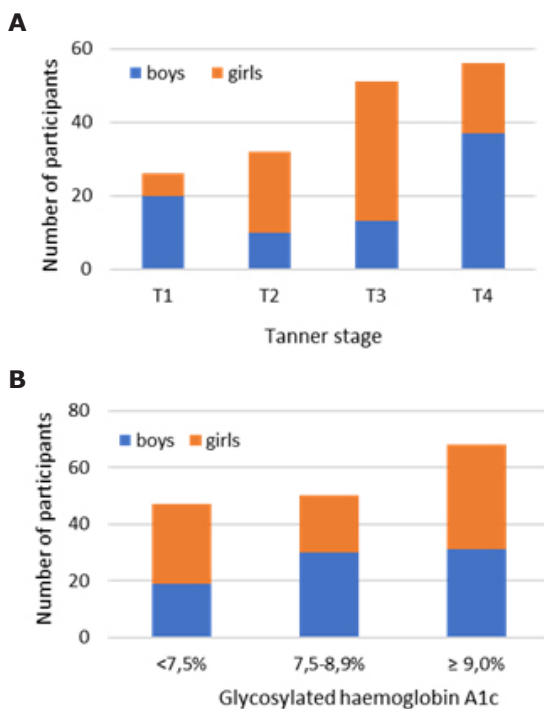 A
Number of participants
60
40
20
0
boys girls
T1 T2 T3 T4
Tanner stage
B
Number of participants
80
60
40
20
0
boys girls
<7,5% 7,5-8,9% ≥ 9,0%
Glycosylated haemoglobin A1c